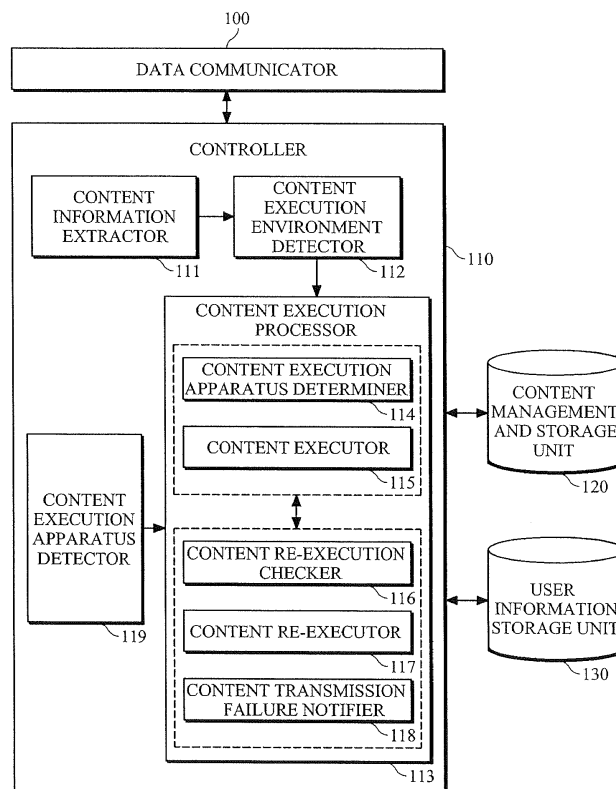 100
DATA COMMUNICATOR
CONTROLLER
CONTENT
INFORMATION
EXTRACTOR
111
CONTENT
EXECUTION
ENVIRONMENT
DETECTOR
112
110
CONTENT EXECUTION
PROCESSOR
CONTENT EXECUTION
APPARATUS DETERMINER
114
CONTENT EXECUTOR
115
CONTENT
MANAGEMENT
AND STORAGE
UNIT
120
CONTENT
EXECUTION
APPARATUS
DETECTOR
119
CONTENT RE-EXECUTION
CHECKER
116
CONTENT RE-EXECUTOR
117
CONTENT TRANSMISSION
FAILURE NOTIFIER
118
113
USER
INFORMATION
STORAGE UNIT
130